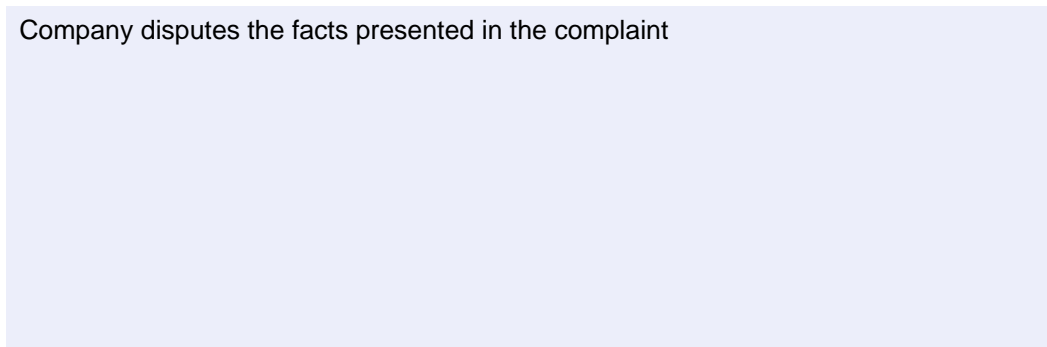 Company disputes the facts presented in the complaint